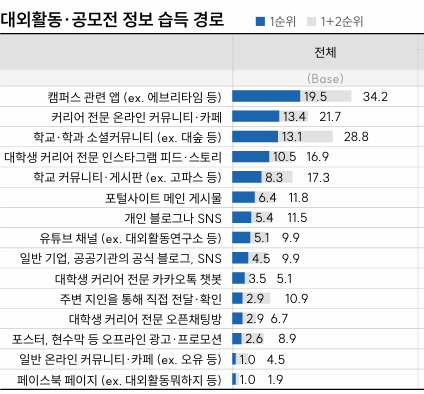 대외활동·공모전 정보 습득 경로
1순위 1+2순위
전체
(Base)
캠퍼스 관련 앱 (ex. 에브리타임 등) 19.5 34.2
커리어 전문 온라인 커뮤니티·카페 13.4 21.7
학교·학과 소셜커뮤니티 (ex. 대숲 등) 13.1 28.8
대학생 커리어 전문 인스타그램 피드·스토리 10.5 16.9
학교 커뮤니티·게시판 (ex. 고파스 등) 8.3 17.3
포털사이트 메인 게시물 6.4 11.8
개인 블로그나 SNS 5.4 11.5
유튜브 채널 (ex. 대외활동연구소 등) 5.1 9.9
일반 기업, 공공기관의 공식 블로그, SNS 4.5 9.9
대학생 커리어 전문 카카오톡 챗봇 3.5 5.1
주변 지인을 통해 직접 전달·확인 2.9 10.9
대학생 커리어 전문 오픈채팅방 2.9 6.7
포스터, 현수막 등 오프라인 광고·프로모션 2.6 8.9
일반 온라인 커뮤니티·카페 (ex. 오유 등) 1.0 4.5
페이스북 페이지 (ex. 대외활동뭐하지 등) 1.0 1.9